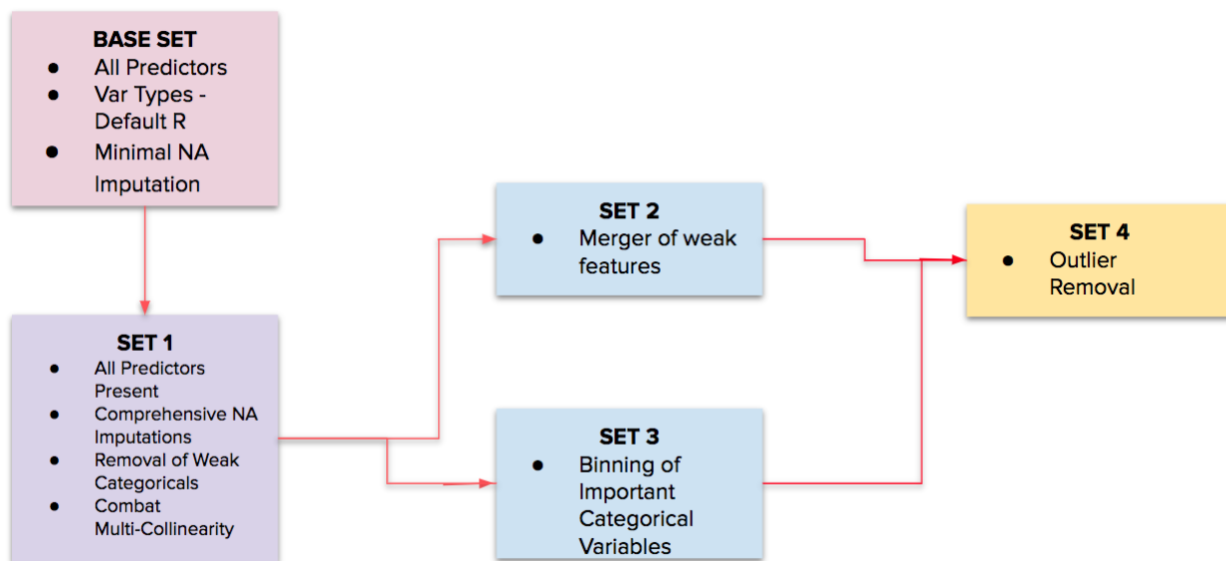 BASE SET
● All Predictors
● Var Types -
Default R
● Minimal NA
Imputation
SET 1
● All Predictors
Present
● Comprehensive NA
Imputations
● Removal of Weak
Categoricals
● Combat
Multi-Collinearity
SET 2
● Merger of weak
features
SET 3
● Binning of
Important
Categorical
Variables
SET 4
● Outlier
Removal